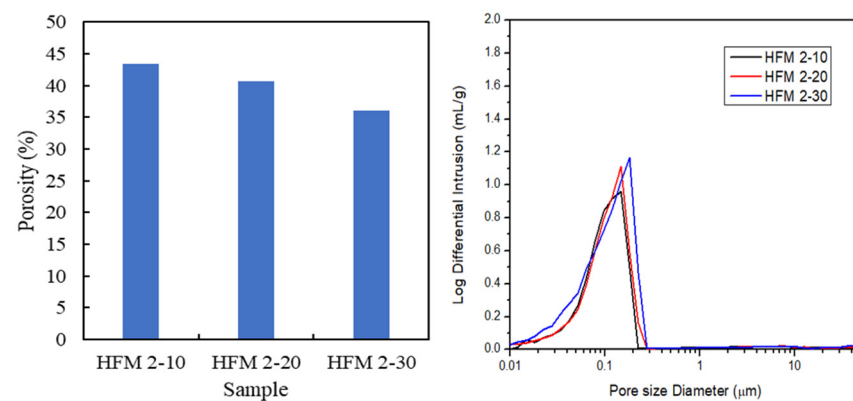 50
45
40
35
30
25
20
15
10
5
0
Porosity (%)
HFM 2-10 HFM 2-20 HFM 2-30
Sample
2.0
1.8
1.6
1.4
1.2
1.0
0.8
0.6
0.4
0.2
0.0
Log Differential Intrusion (mL/g)
HFM 2-10
HFM 2-20
HFM 2-30
0.01 0.1 1 10
Pore size Diameter (μm)